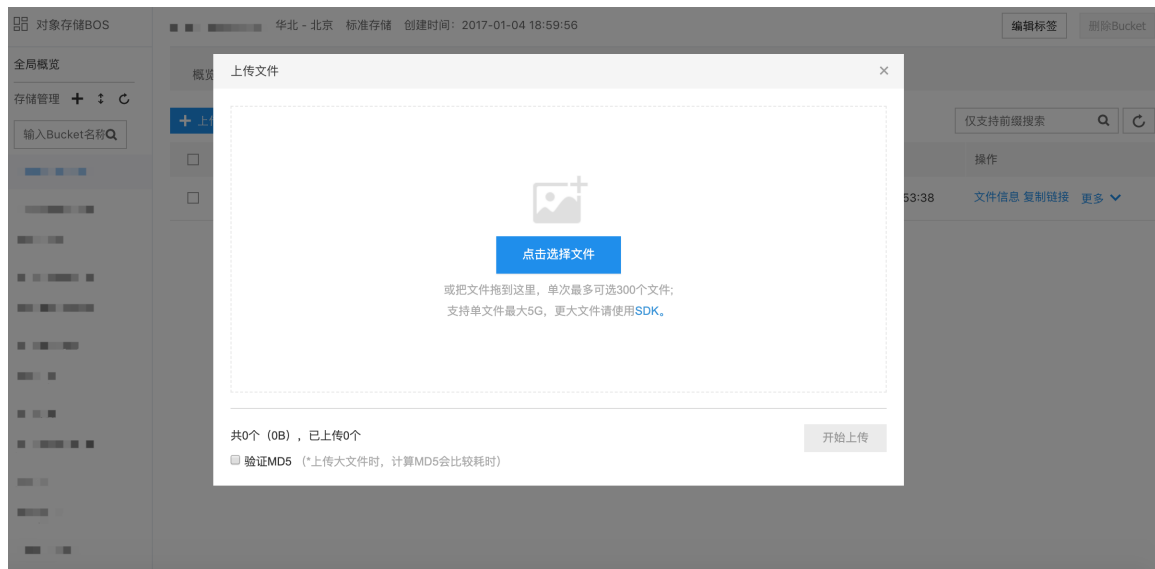 对象存储BOS
华北 - 北京 标准存储 创建时间：2017-01-04 18:59:56
编辑标签
删除Bucket
全局概览
概览
上传文件
存储管理
输入Bucket名称
上传
仅支持前缀搜索
操作
53:38
文件信息 复制链接 更多
点击选择文件
或把文件拖到这里，单次最多可选300个文件;
支持单文件最大5G，更大文件请使用SDK。
共0个（0B），已上传0个
开始上传
验证MD5 （*上传大文件时，计算MD5会比较耗时）